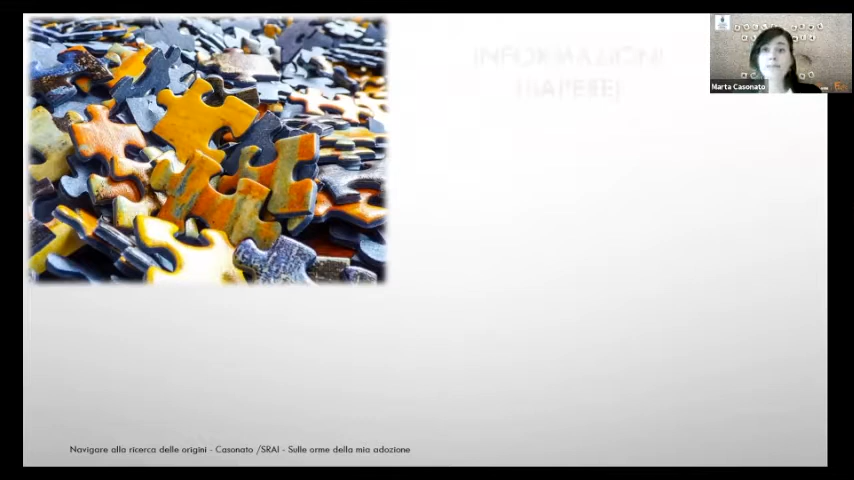 INFORMAZIONI
(SAPERE)
Marta Casonato
Navigare alla ricerca delle origini - Casonato /SRAI - Sulle orme della mia adozione